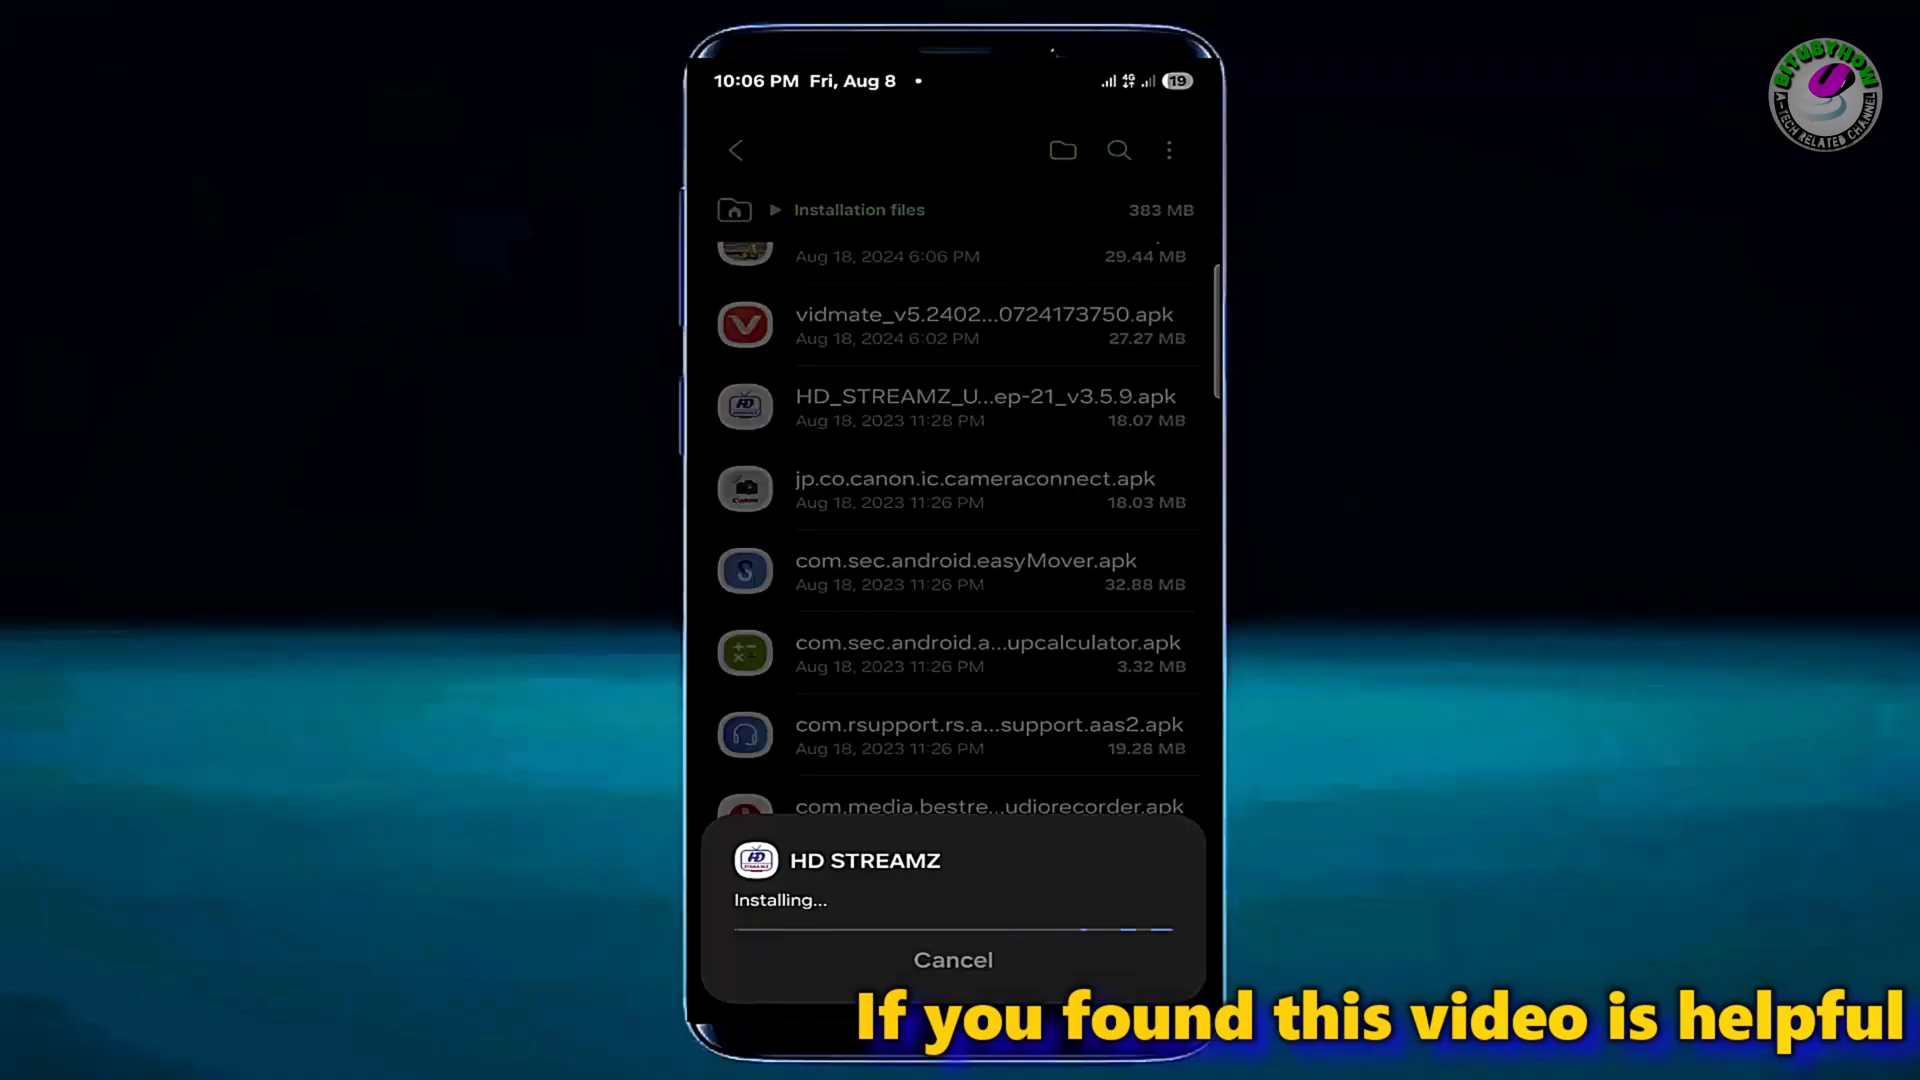 10:06 PM Fri, Aug 8 •
4G
19
BITUBYHOW
A-TECH RELATED CHANNEL
Installation files 383 MB
Aug 18, 2024 6:06 PM 29.44 MB
vidmate_v5.2402...0724173750.apk
Aug 18, 2024 6:02 PM 27.27 MB
HD_STREAMZ_U...ep-21_v3.5.9.apk
Aug 18, 2023 11:28 PM 18.07 MB
jp.co.canon.ic.cameraconnect.apk
Aug 18, 2023 11:26 PM 18.03 MB
com.sec.android.easyMover.apk
Aug 18, 2023 11:26 PM 32.88 MB
com.sec.android.a...upcalculator.apk
Aug 18, 2023 11:26 PM 3.32 MB
com.rsupport.rs.a...support.aas2.apk
Aug 18, 2023 11:26 PM 19.28 MB
com.media.bestre...udiorecorder.apk
HD STREAMZ
Installing...
Cancel
If you found this video is helpful